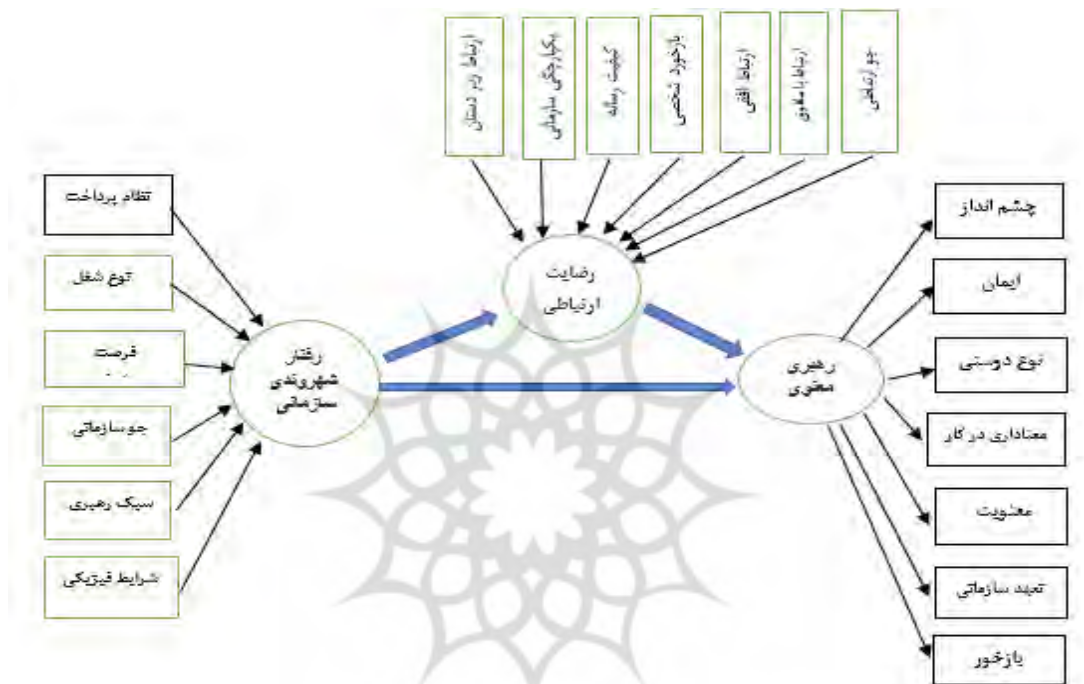 ارتباط زیر دستان
یکپارچگی سازمانی
کیفیت رسانه
بازخورد شخصی
ارتباط افقی
ارتباط با مافوق
جو ارتباطی
نظام پرداخت
نوع شغل
فرصت
جو سازمانی
سبک رهبری
شرایط فیزیکی
رفتار
شهروندی
سازمانی
رضایت
ارتباطی
رهبری
معنوی
چشم انداز
ایمان
نوع دوستی
معناداری در کار
معنویت
تعهد سازمانی
بازخور